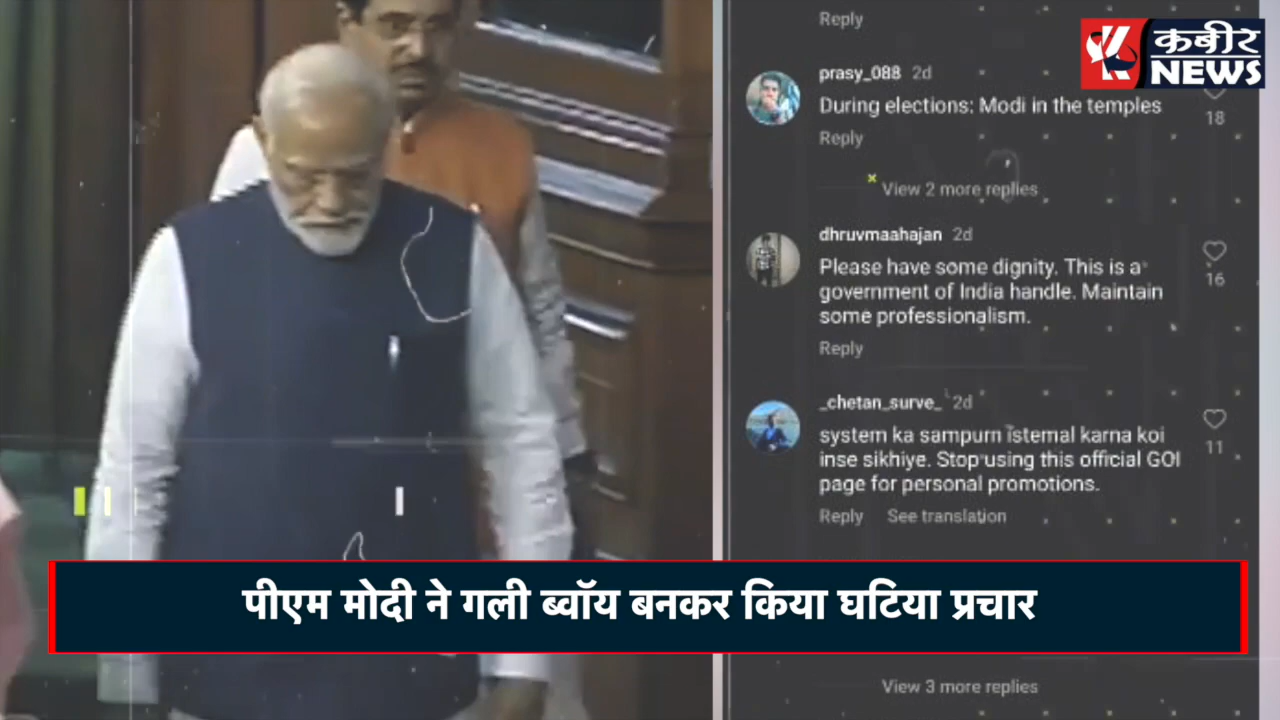 Reply
कबीर
NEWS
prasy_088 2d
During elections: Modi in the temples
18
Reply
View 2 more replies
dhruvmaahajan 2d
Please have some dignity. This is a
government of India handle. Maintain
some professionalism.
16
Reply
_chetan_surve_ 2d
system ka sampurn istemal karna koi
inse sikhiye. Stop using this official GOI
page for personal promotions.
11
Reply See translation
पीएम मोदी ने गली ब्वॉय बनकर किया घटिया प्रचार
View 3 more replies